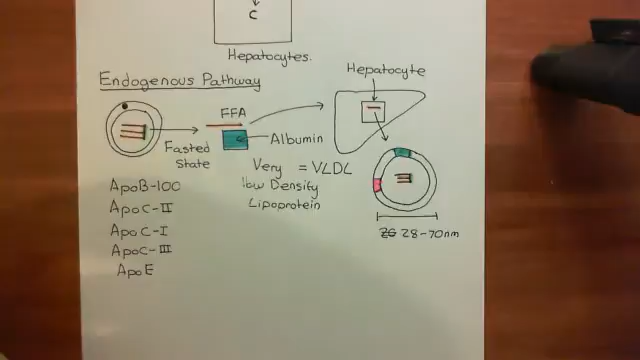 C
Hepatocytes.
Endogenous Pathway
Hepatocyte
FFA
Albumin
Fasted
State
Very = VLDL
low Density
Lipoprotein
28-70nm
ApoB-100
ApoC-II
ApoC-I
ApoC-III
ApoE